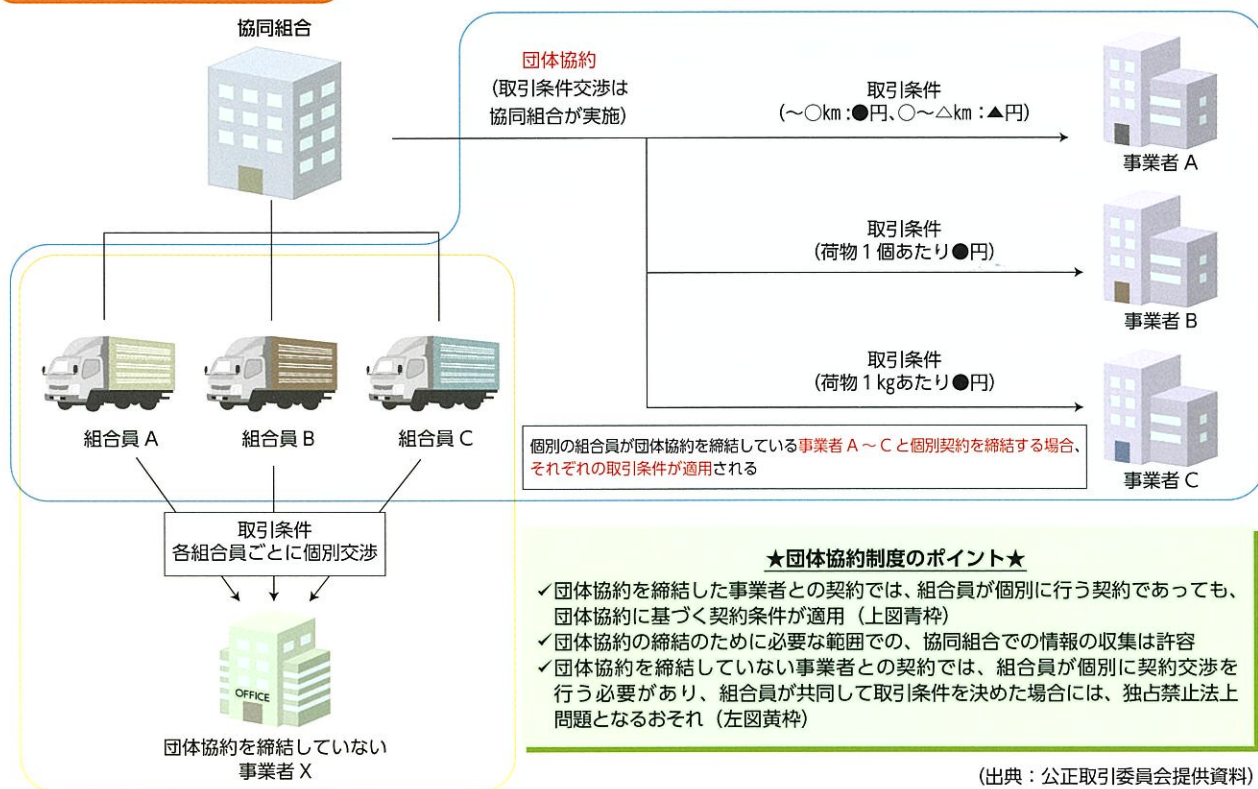 協同組合
団体協約
(取引条件交渉は
協同組合が実施)
取引条件
(～○km:●円、○～△km:▲円)
事業者 A
取引条件
(荷物1個あたり●円)
事業者 B
取引条件
(荷物1kgあたり●円)
事業者 C
組合員 A
組合員 B
組合員 C
個別の組合員が団体協約を締結している事業者 A ～ C と個別契約を締結する場合、
それぞれの取引条件が適用される
取引条件
各組合員ごとに個別交渉
OFFICE
団体協約を締結していない
事業者 X
★団体協約制度のポイント★
✓団体協約を締結した事業者との契約では、組合員が個別に行う契約であっても、
団体協約に基づく契約条件が適用（上図青枠）
✓団体協約の締結のために必要な範囲での、協同組合での情報の収集は許容
✓団体協約を締結していない事業者との契約では、組合員が個別に契約交渉を
行う必要があり、組合員が共同して取引条件を決めた場合には、独占禁止法上
問題となるおそれ（左図黄枠）
(出典：公正取引委員会提供資料)